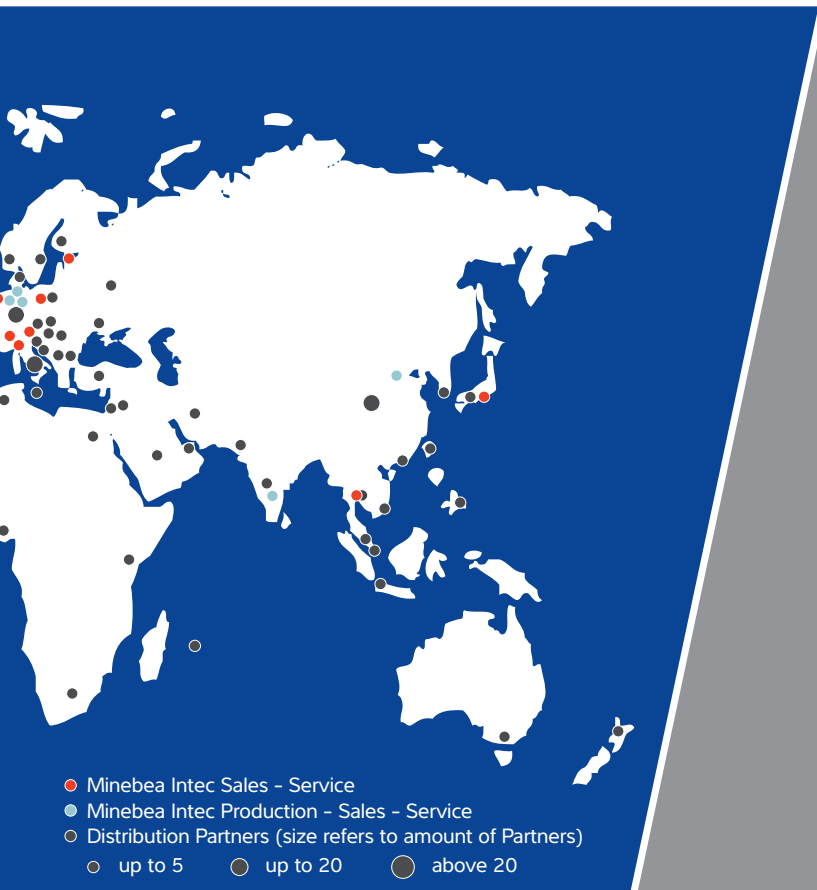 Minebea Intec Sales - Service
Minebea Intec Production - Sales - Service
Distribution Partners (size refers to amount of Partners)
up to 5 up to 20 above 20